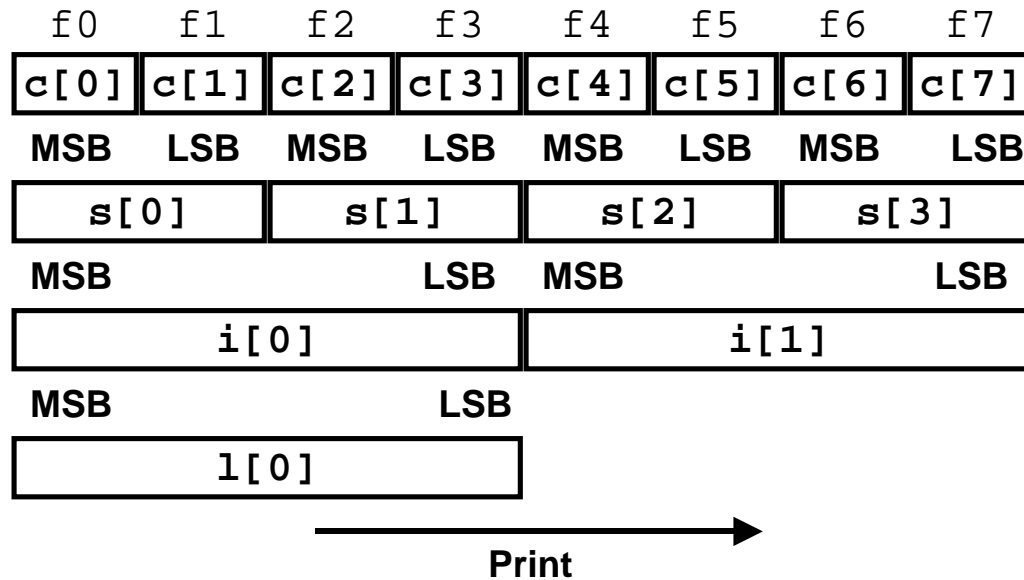 f0 f1 f2 f3 f4 f5 f6 f7
c[0] c[1] c[2] c[3] c[4] c[5] c[6] c[7]
MSB LSB MSB LSB MSB LSB MSB LSB
s[0] s[1] s[2] s[3]
MSB LSB MSB LSB
i[0] i[1]
MSB LSB
l[0]
Print